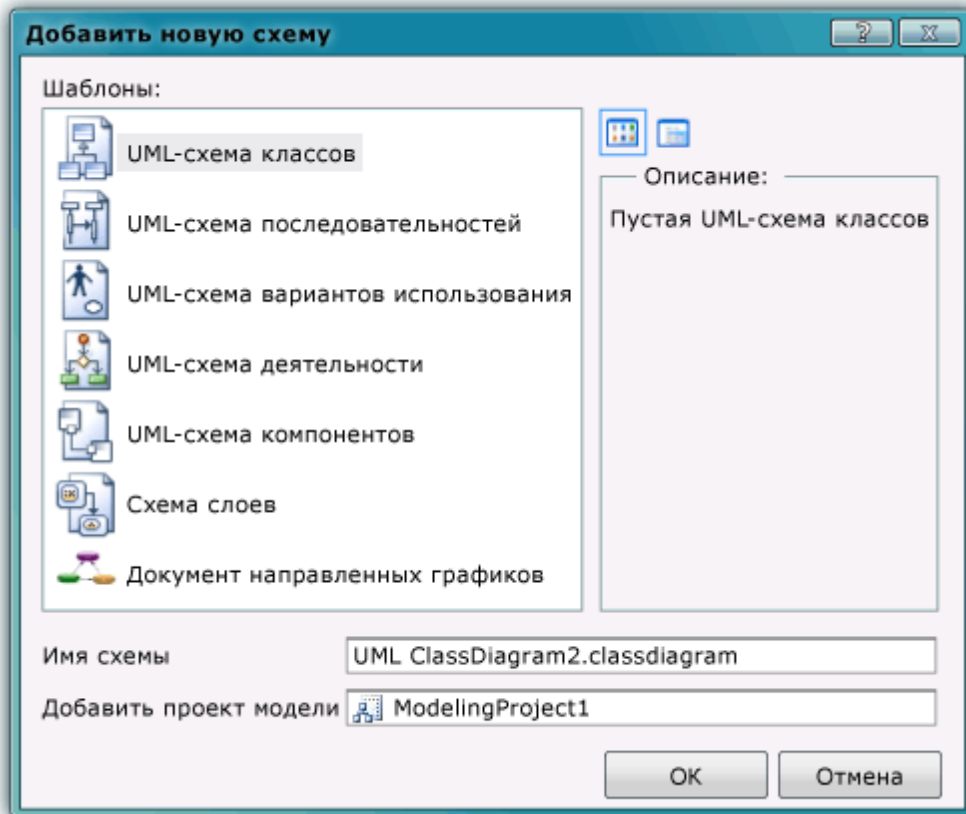 Добавить новую схему
Шаблоны:
UML-схема классов
UML-схема последовательностей
UML-схема вариантов использования
UML-схема деятельности
UML-схема компонентов
Схема слоев
Документ направленных графиков
Описание:
Пустая UML-схема классов
Имя схемы
UML ClassDiagram2.classdiagram
Добавить проект модели
ModelingProject1
ОК
Отмена